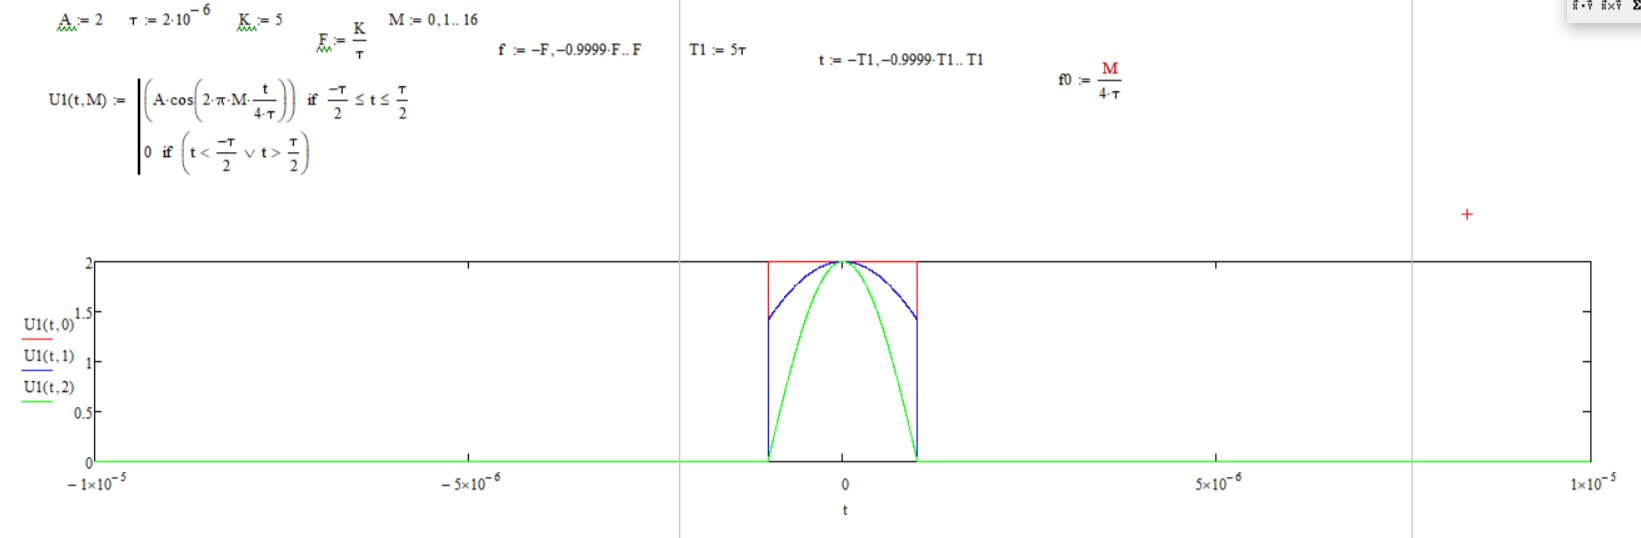 A := 2 τ := 2·10^-6 K := 5 M := 0,1.. 16
F := K/τ f := −F,−0.9999·F.. F T1 := 5τ t := −T1,−0.9999·T1.. T1 f0 := M/4·τ
U1(t,M) := (A·cos(2·π·M·t/4·τ)) if −τ/2 ≤ t ≤ τ/2
0 if (t < −τ/2 ∨ t > τ/2)
2
1.5
1
0.5
0
U1(t,0)
U1(t,1)
U1(t,2)
−1×10^-5 −5×10^-6 0 5×10^-6 1×10^-5
t